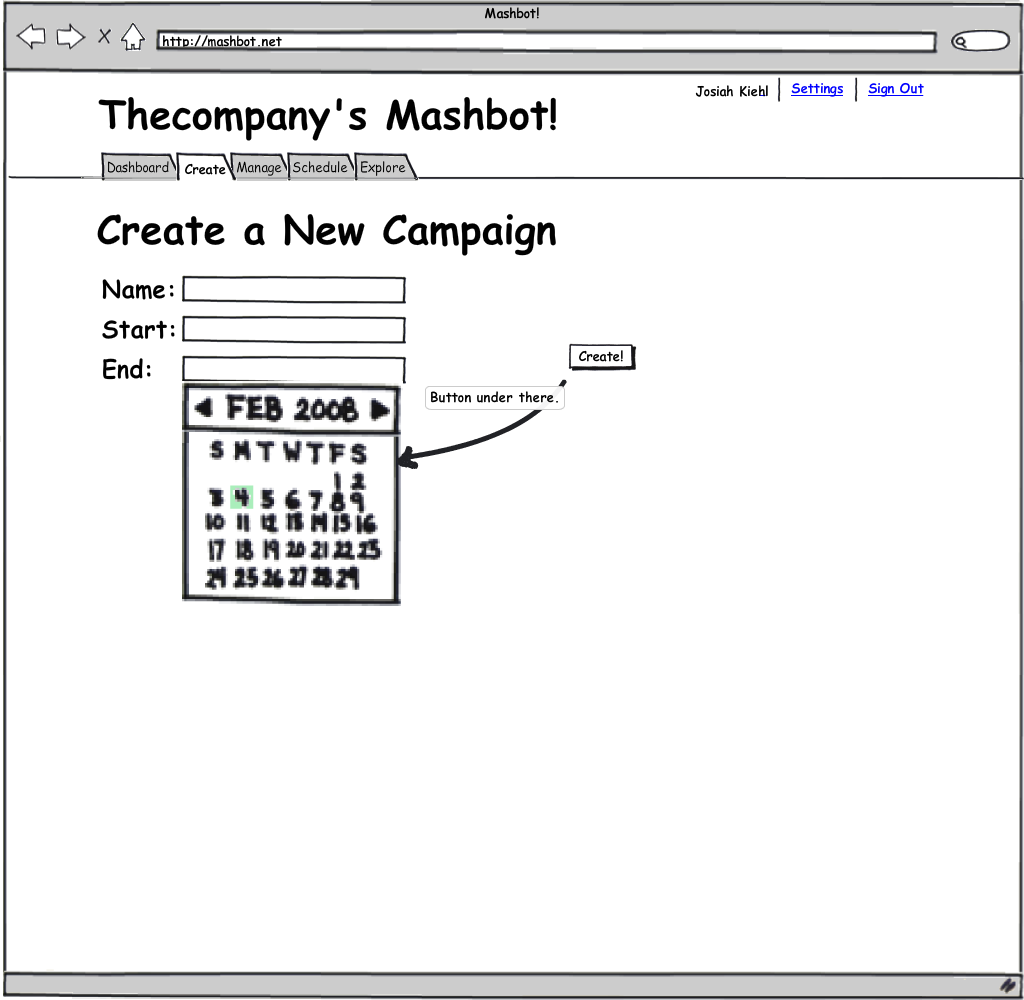 Mashbot!
http://mashbot.net
Josiah Kiehl
Settings
Sign Out
Thecompany's Mashbot!
Dashboard
Create
Manage
Schedule
Explore
Create a New Campaign
Name:
Start:
End:
Create!
Button under there.
FEB 2008
S M T W T F S
1 2
3 4 5 6 7 8 9
10 11 12 13 14 15 16
17 18 19 20 21 22 23
24 25 26 27 28 29